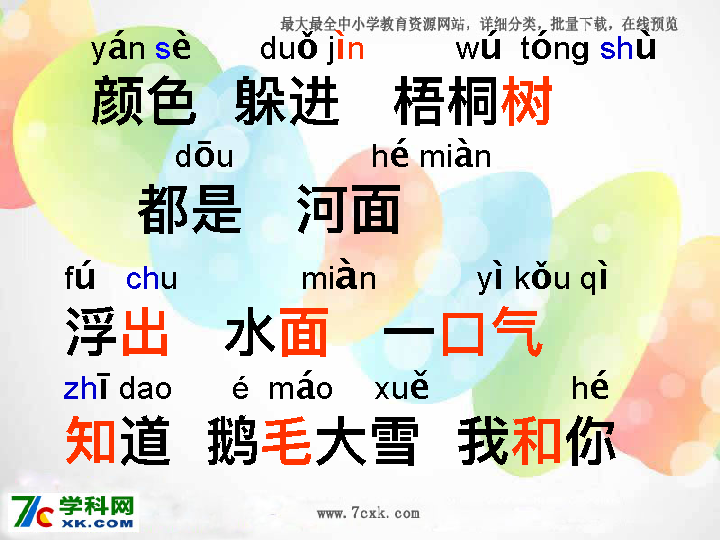 最大最全中小学教育资源网站，详细分类，批量下载，在线预览
yán sè duǒ jìn wú tóng shù
颜色 躲进 梧桐树
dōu hé miàn
都是 河面
fú chu miàn yì kǒu qì
浮出 水面 一口气
zhī dao é máo xuě hé
知道 鹅毛大雪 我和你
7C 学科网
XK.COM
www.7cxk.com